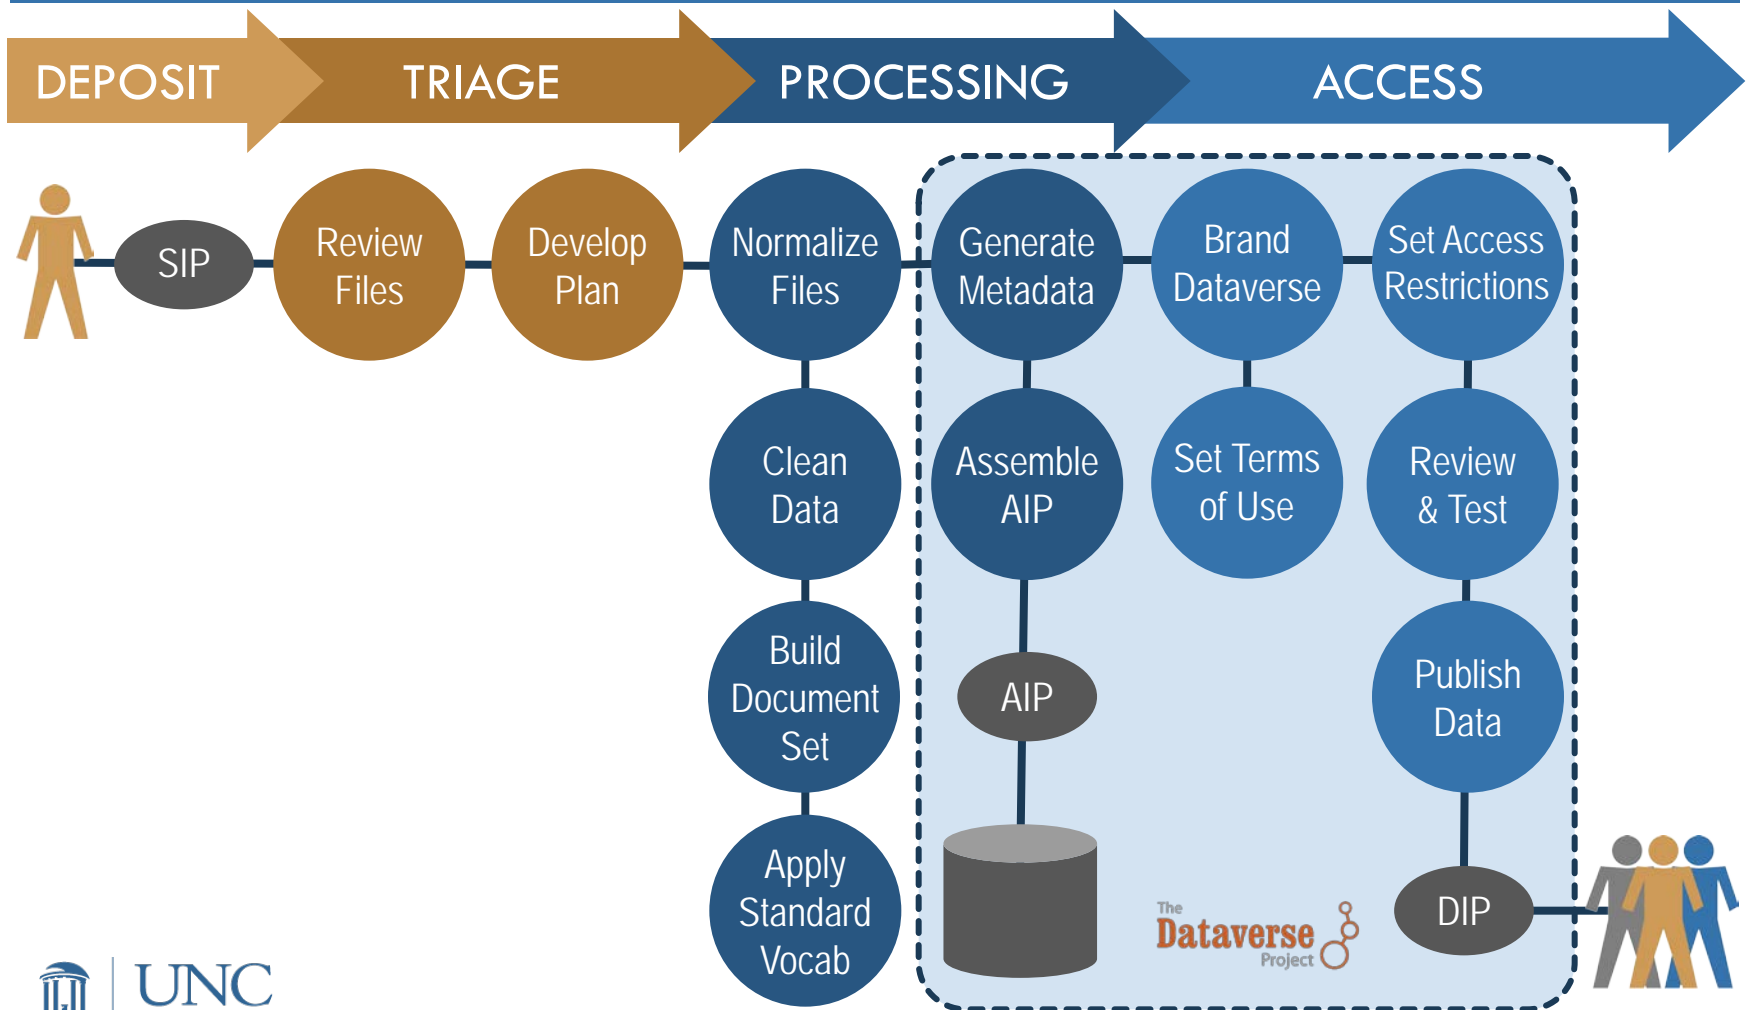 DEPOSIT
TRIAGE
PROCESSING
ACCESS
SIP
Review
Files
Develop
Plan
Normalize
Files
Generate
Metadata
Brand
Dataverse
Set Access
Restrictions
Clean
Data
Assemble
AIP
Set Terms
of Use
Review
& Test
Build
Document
Set
AIP
Publish
Data
Apply
Standard
Vocab
The
Dataverse
Project
DIP
UNC